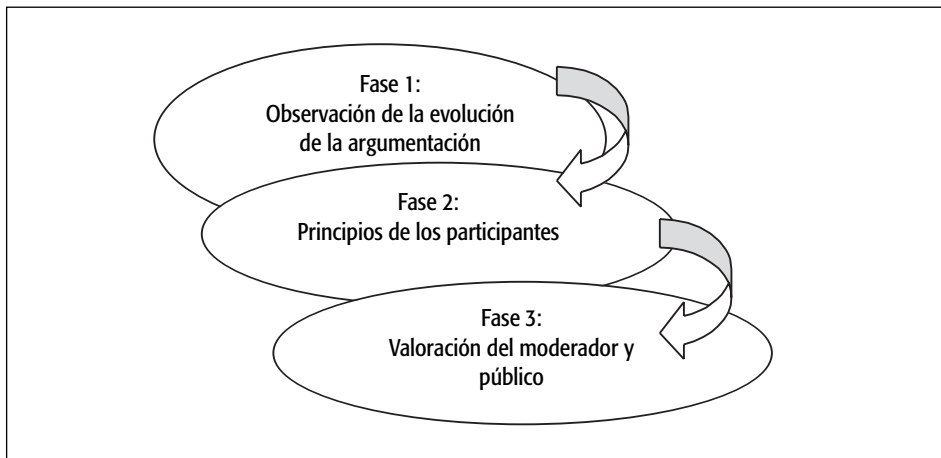 Fase 1:
Observación de la evolución
de la argumentación
Fase 2:
Principios de los participantes
Fase 3:
Valoración del moderador y
público